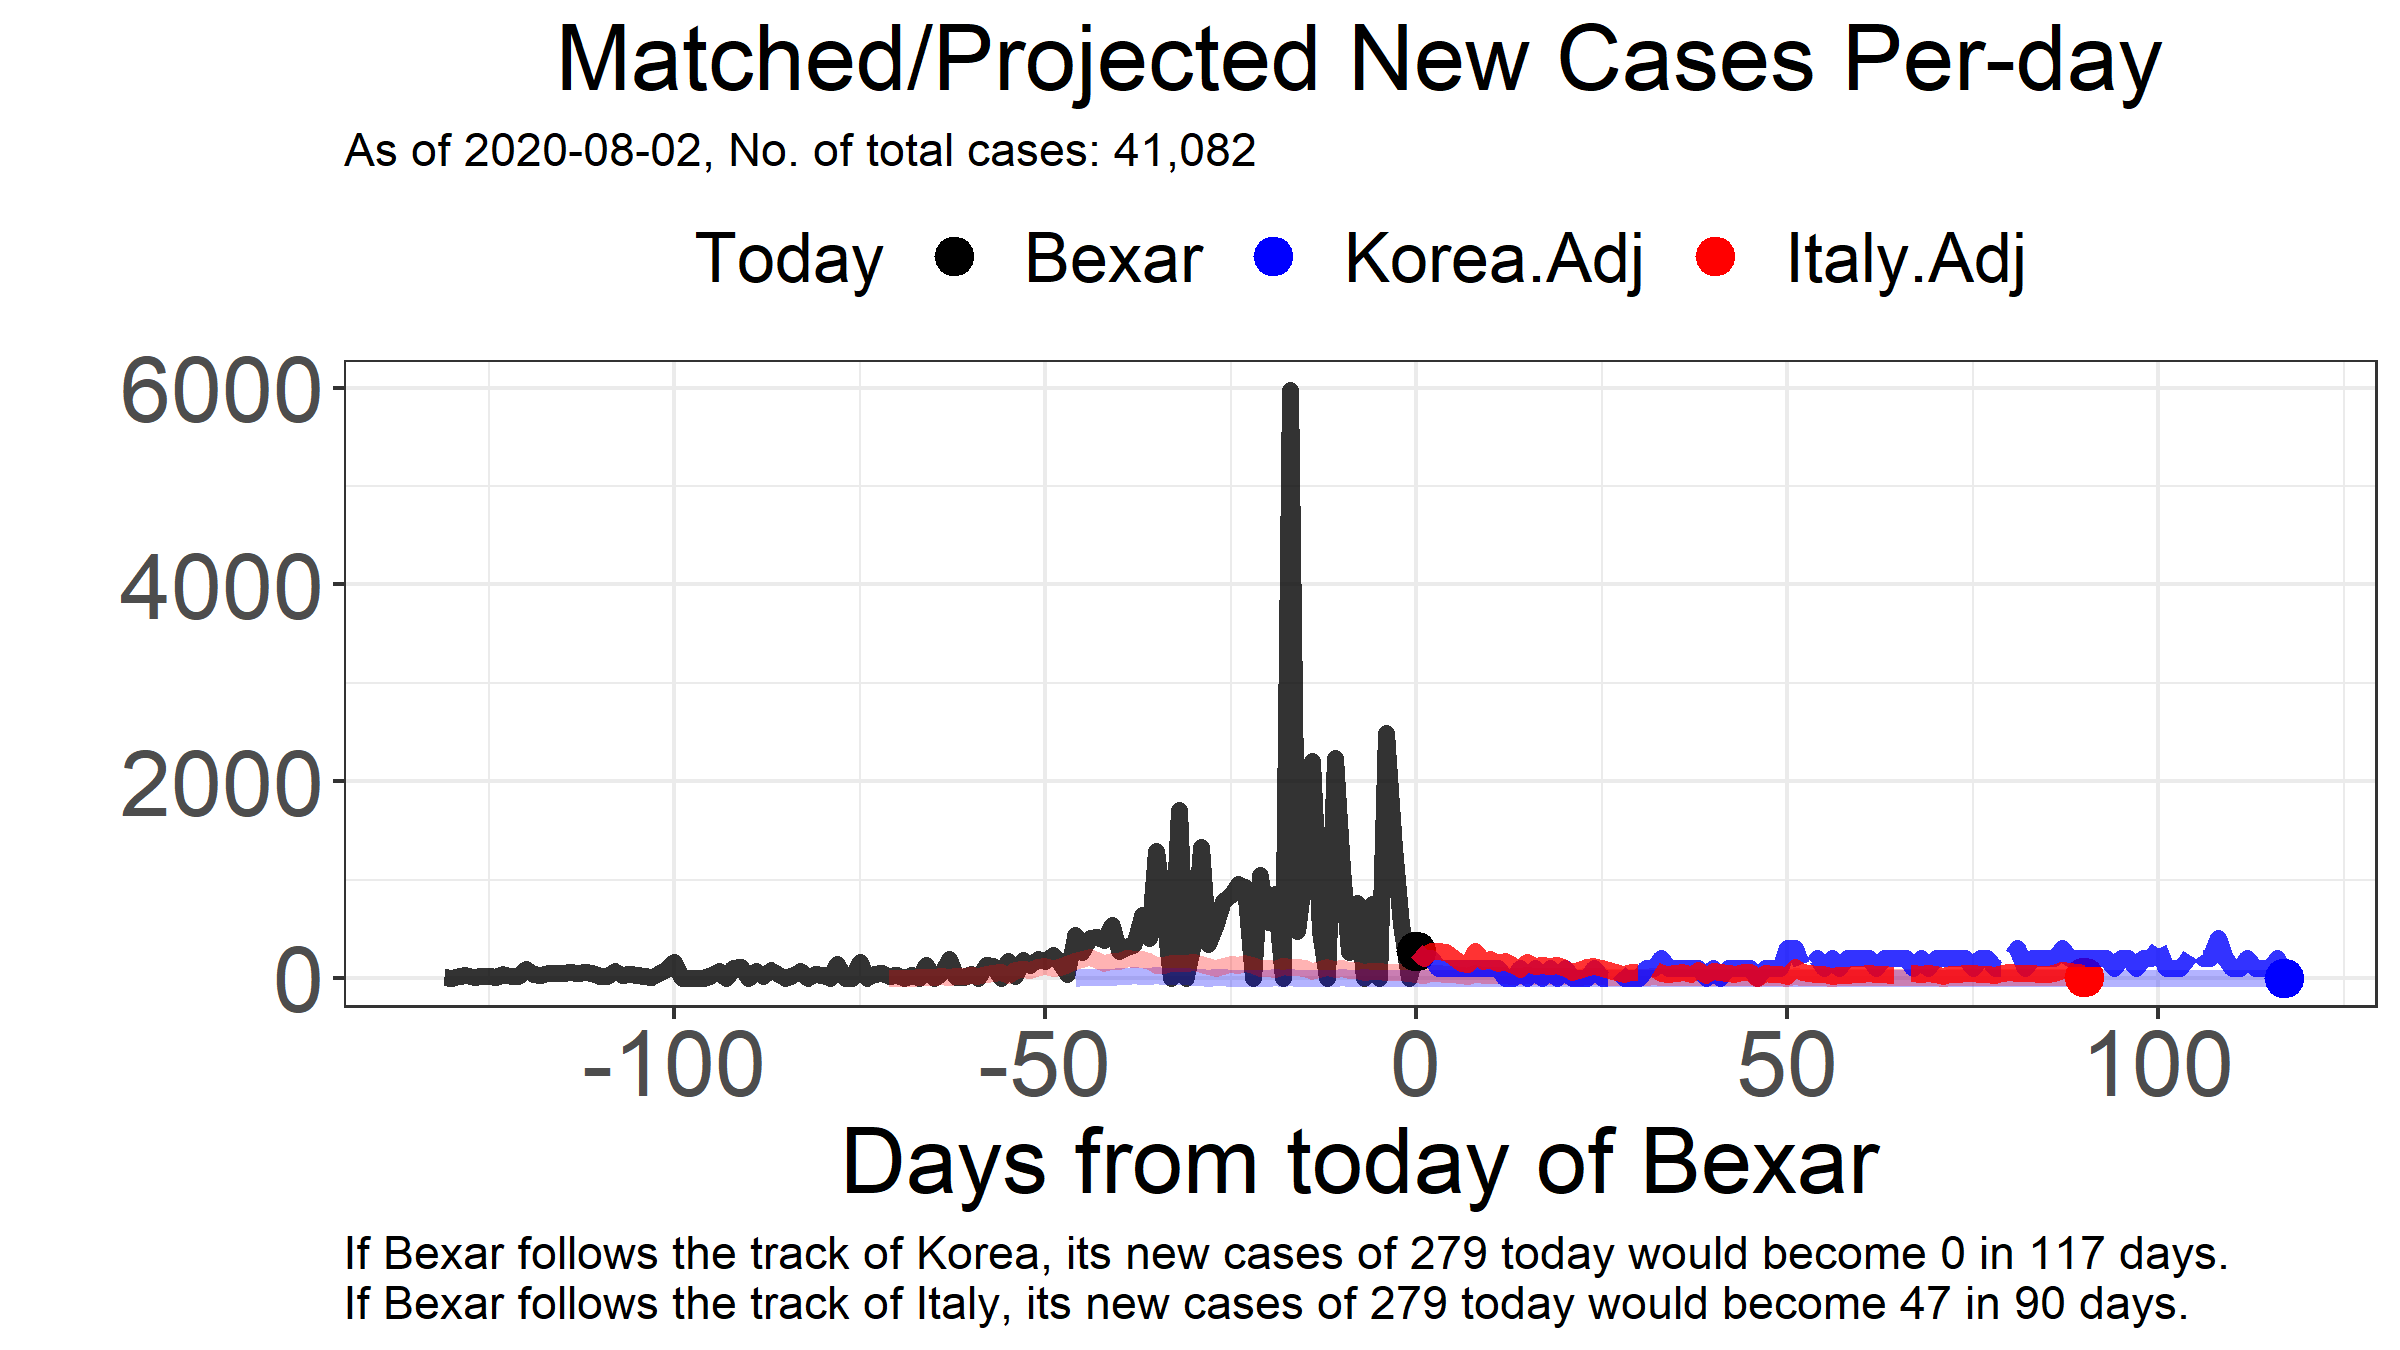 Matched/Projected New Cases Per-day
As of 2020-08-02, No. of total cases: 41,082
Today Bexar Korea.Adj Italy.Adj
6000
4000
2000
0
-100 -50 0 50 100
Days from today of Bexar
If Bexar follows the track of Korea, its new cases of 279 today would become 0 in 117 days.
If Bexar follows the track of Italy, its new cases of 279 today would become 47 in 90 days.